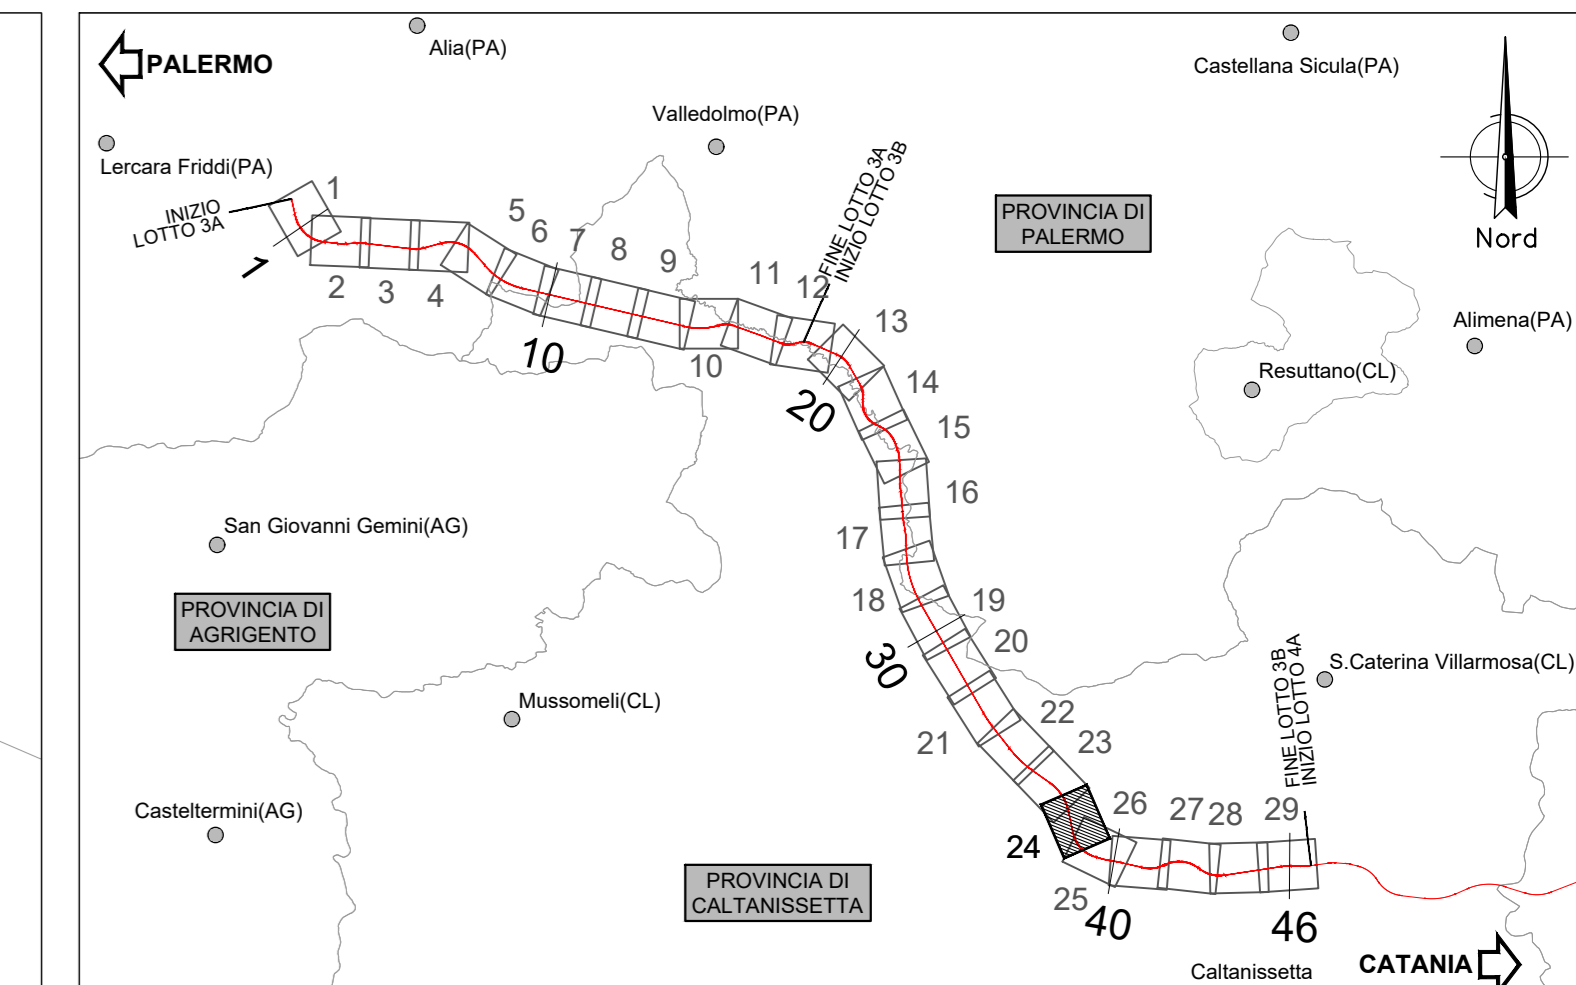 PALERMO
Alia(PA)
Castellana Sicula(PA)
Valledolmo(PA)
Lercara Friddi(PA)
FINE LOTTO 3A
INIZIO LOTTO 3B
INIZIO
LOTTO 3A
PROVINCIA DI
PALERMO
Nord
1
1
2
3
4
5
6
7
8
9
10
10
11
12
13
14
15
20
Alimena(PA)
Resuttano(CL)
16
17
18
19
20
30
San Giovanni Gemini(AG)
PROVINCIA DI
AGRIGENTO
FINE LOTTO 3B
INIZIO LOTTO 4A
S.Caterina Villarmosa(CL)
Mussomeli(CL)
21
22
23
24
25
26
27
28
29
40
46
Casteltermini(AG)
PROVINCIA DI
CALTANISSETTA
Caltanissetta
CATANIA